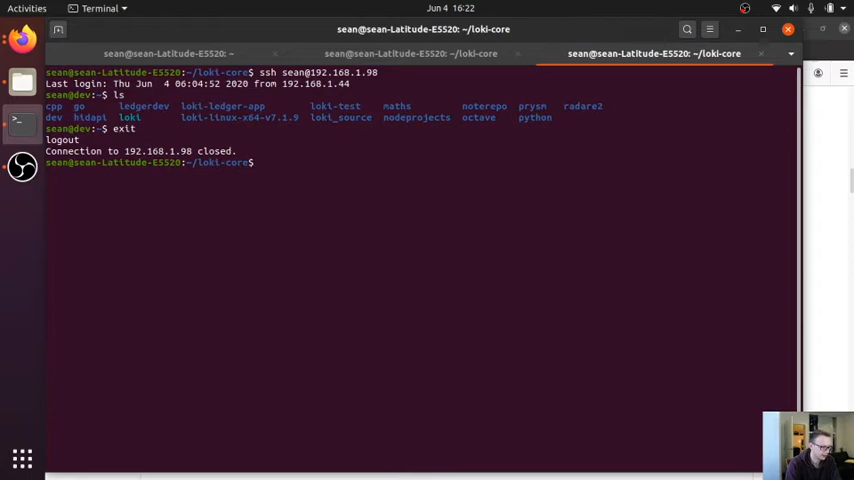 Activities
Terminal
Jun 4 16:22
sean@sean-Latitude-E5520: ~/loki-core
sean@sean-Latitude-E5520: ~
sean@sean-Latitude-E5520: ~/loki-core
sean@sean-Latitude-E5520: ~/loki-core
sean@sean-Latitude-E5520:~/loki-core$ ssh sean@192.168.1.98
Last login: Thu Jun  4 06:04:52 2020 from 192.168.1.44
sean@dev:~$ ls
cpp go ledgerdev loki-ledger-app loki-test maths noterepo prysm radare2
dev hidapi loki loki-linux-x64-v7.1.9 loki_source nodeprojects octave python
sean@dev:~$ exit
logout
Connection to 192.168.1.98 closed.
sean@sean-Latitude-E5520:~/loki-core$